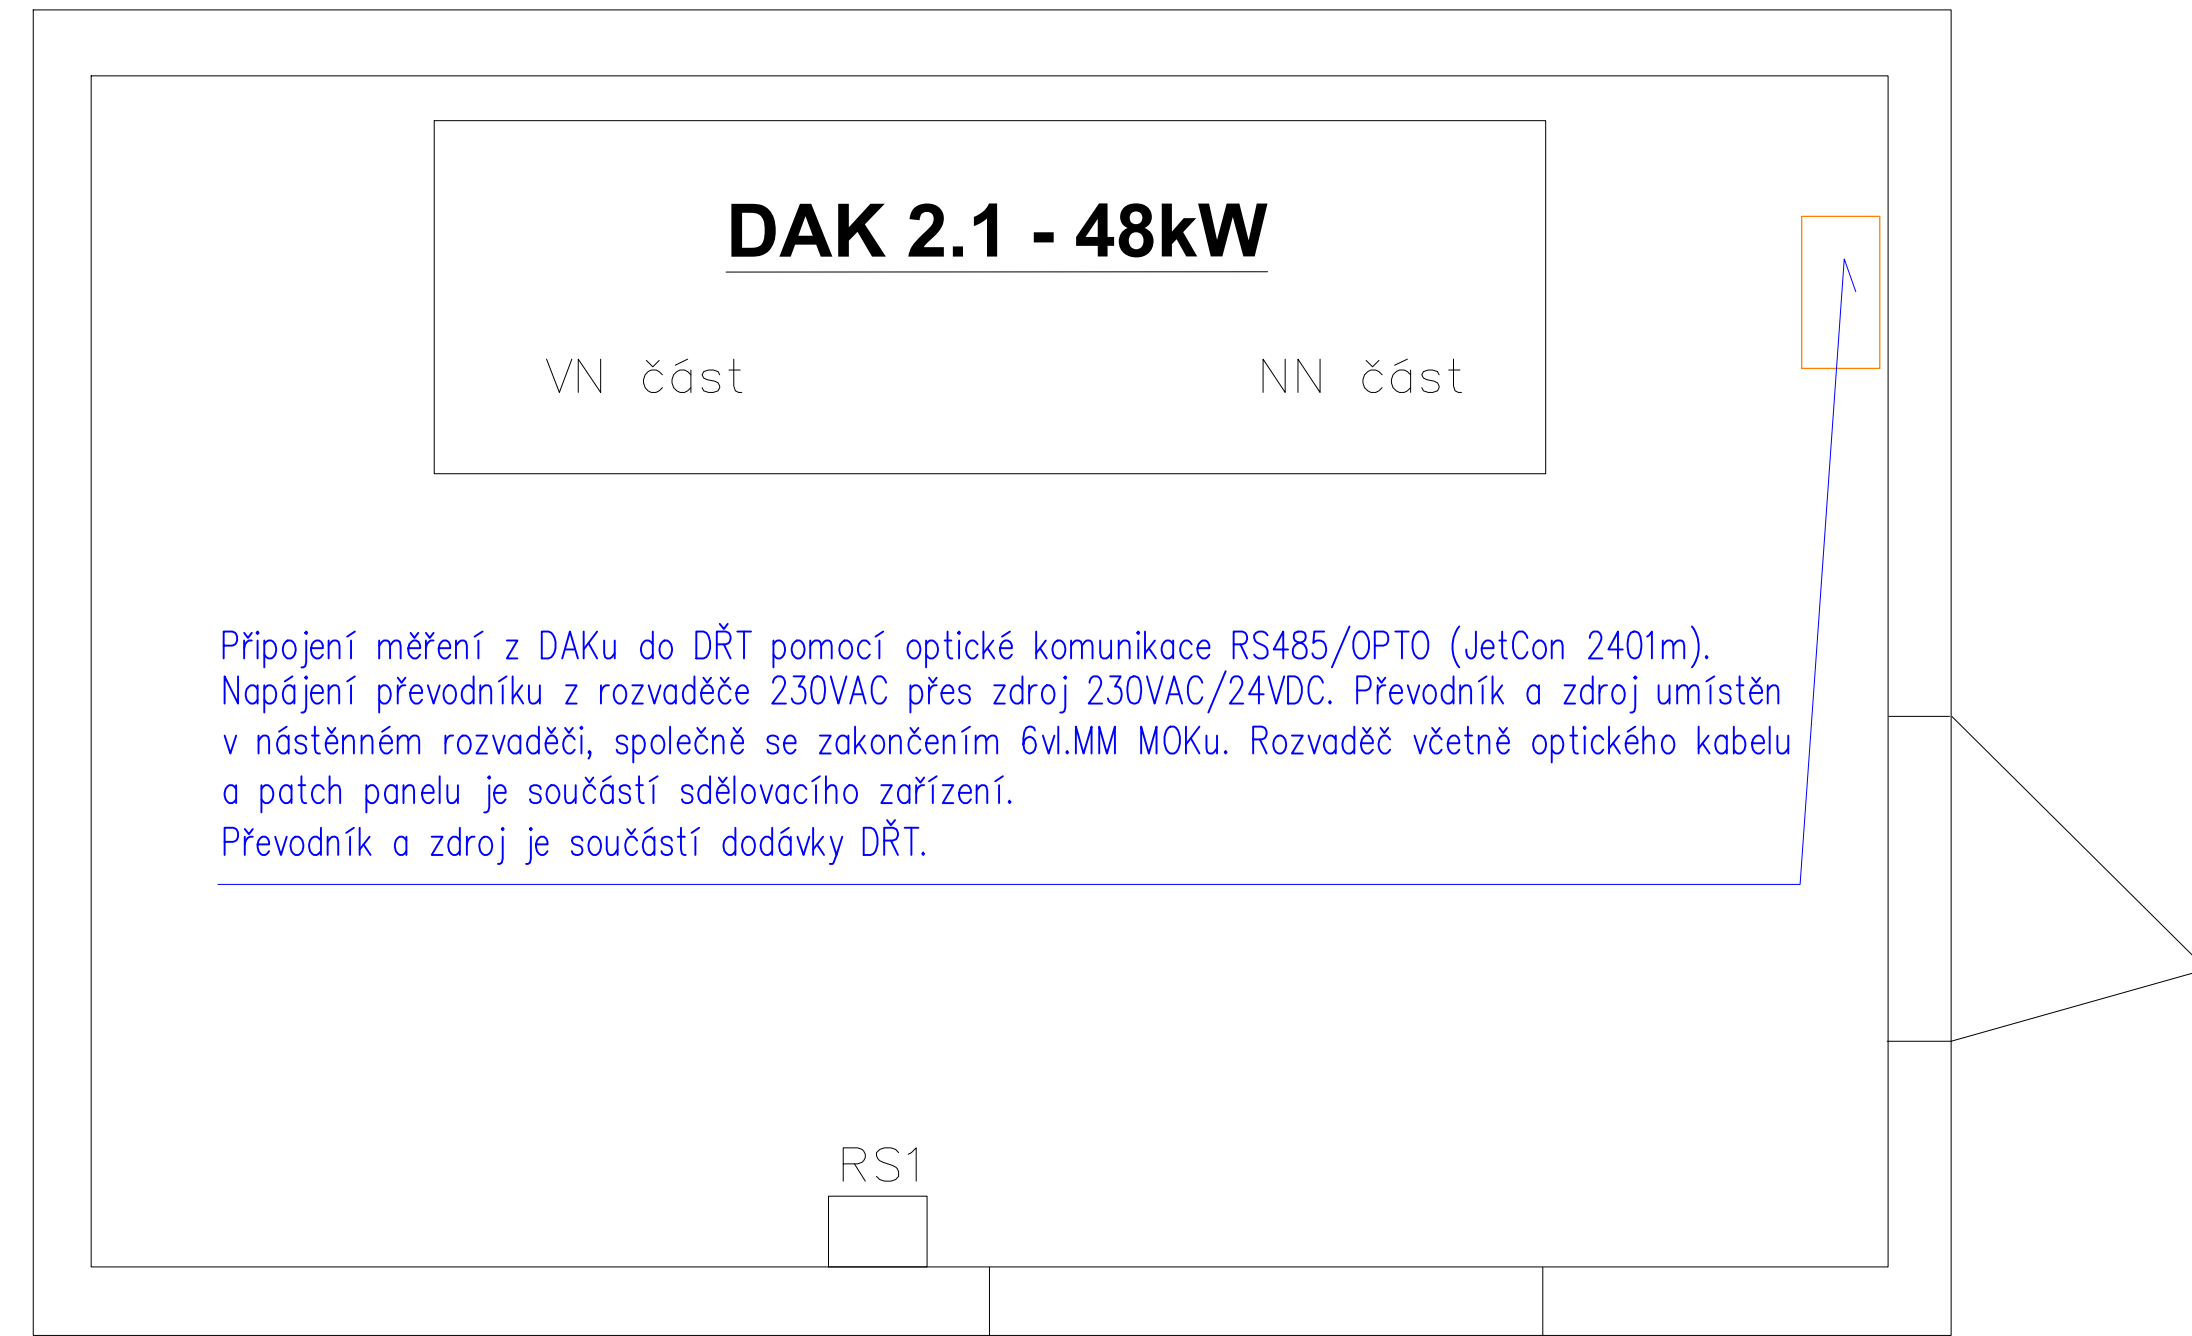 DAK 2.1 - 48kW
VN část
NN část
Připojení měření z DAKu do DŘT pomocí optické komunikace RS485/OPTO (JetCon 2401m).
Napájení převodníku z rozvaděče 230VAC přes zdroj 230VAC/24VDC. Převodník a zdroj umístěn
v nástěnném rozvaděči, společně se zakončením 6vl.MM MOKu. Rozvaděč včetně optického kabelu
a patch panelu je součástí sdělovacího zařízení.
Převodník a zdroj je součástí dodávky DŘT.
RS1